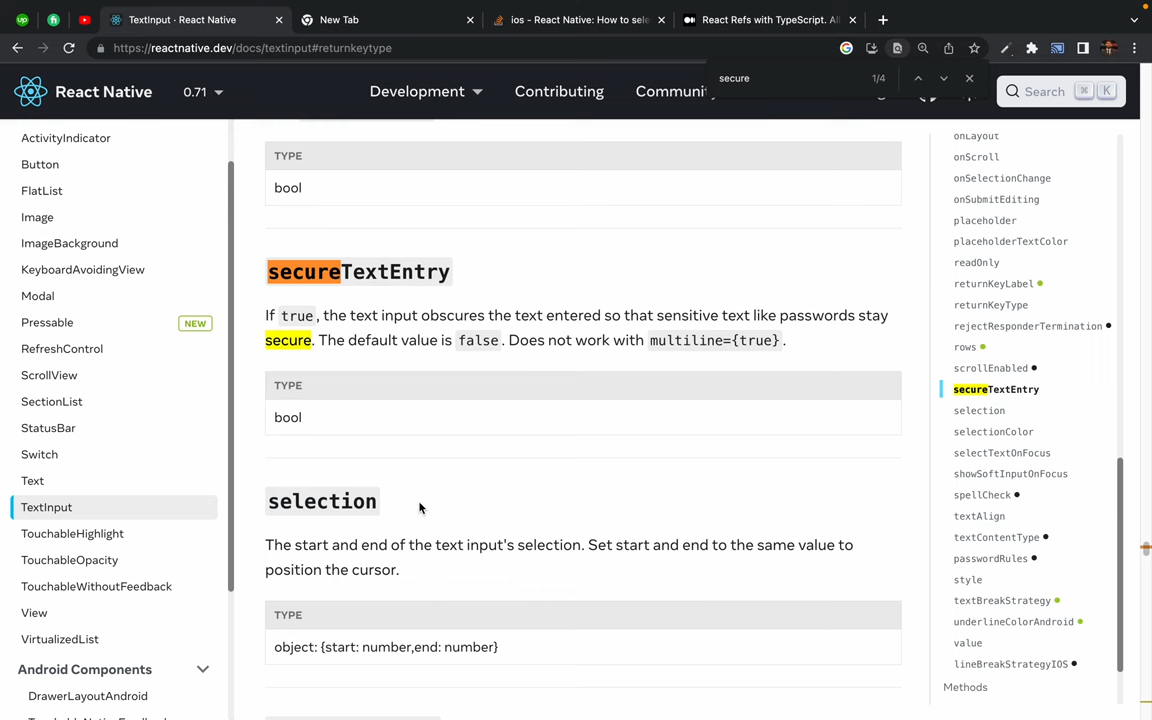 TextInput · React Native
New Tab
ios - React Native: How to sele
React Refs with TypeScript. Al
https://reactnative.dev/docs/textinput#returnkeytype
secure
1/4
React Native
0.71
Development
Contributing
Community
Search
K
ActivityIndicator
Button
FlatList
Image
ImageBackground
KeyboardAvoidingView
Modal
Pressable
NEW
RefreshControl
ScrollView
SectionList
StatusBar
Switch
Text
TextInput
TouchableHighlight
TouchableOpacity
TouchableWithoutFeedback
View
VirtualizedList
Android Components
DrawerLayoutAndroid
TYPE
bool
secureTextEntry
If true, the text input obscures the text entered so that sensitive text like passwords stay
secure. The default value is false. Does not work with multiline={true}.
TYPE
bool
selection
The start and end of the text input's selection. Set start and end to the same value to
position the cursor.
TYPE
object: {start: number,end: number}
onLayout
onScroll
onSelectionChange
onSubmitEditing
placeholder
placeholderTextColor
readOnly
returnKeyLabel
returnKeyType
rejectResponderTermination
rows
scrollEnabled
secureTextEntry
selection
selectionColor
selectTextOnFocus
showSoftInputOnFocus
spellCheck
textAlign
textContentType
passwordRules
style
textBreakStrategy
underlineColorAndroid
value
lineBreakStrategyIOS
Methods